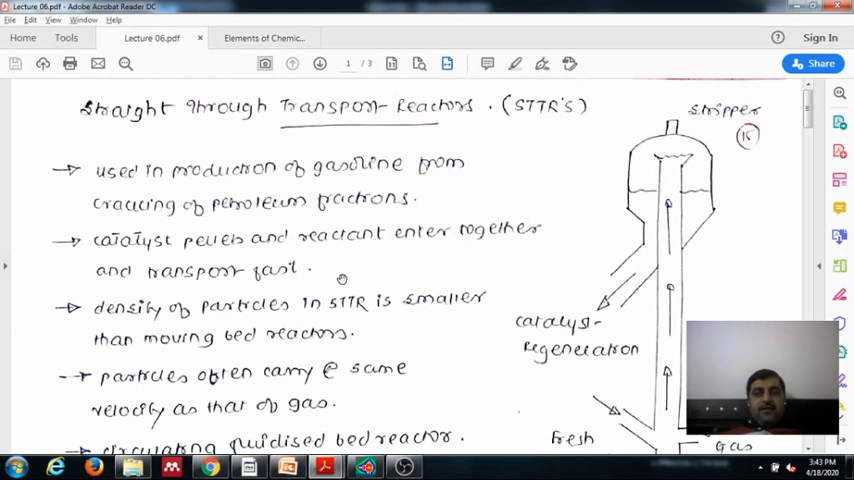 Lecture 06.pdf - Adobe Acrobat Reader DC
File Edit View Window Help
Home Tools Lecture 06.pdf × Elements of Chemic... Sign In
1 / 3 Share
Straight through Transport-Reactors. (STTR'S)
→ used in production of gasoline from
cracking of petroleum fractions.
→ catalyst pellets and reactant enter together
and transport fast.
→ density of particles in STTR is smaller
than moving bed reactors.
→ particles often carry @ same
velocity as that of gas.
→ circulating fluidised bed reactor.
stripper
15
catalyst-
Regeneration
Fresh
Gas
3:43 PM
4/18/2020